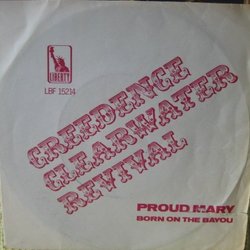 LIBERTY
LBF 15214
CREEDENCE
CLEARWATER
REVIVAL
PROUD MARY
BORN ON THE BAYOU